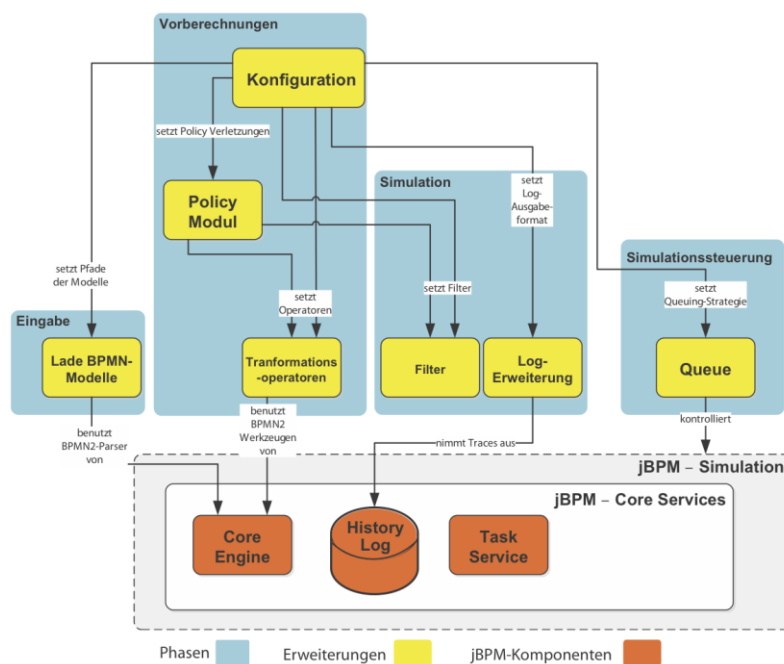 Vorberechnungen
Konfiguration
setzt Policy Verletzungen
Simulation
setzt
Log-
Ausgabe-
format
Policy
Modul
Simulationssteuerung
setzt Pfade
der Modelle
setzt Filter
setzt
Queuing-Strategie
setzt
Operatoren
Eingabe
Lade BPMN-
Modelle
Tranformations
-operatoren
Filter
Log-
Erweiterung
Queue
benutzt
BPMN2-Parser
von
benutzt
BPMN2
Werkzeugen
von
nimmt Traces aus
kontrolliert
jBPM – Simulation
jBPM – Core Services
Core
Engine
History
Log
Task
Service
Phasen
Erweiterungen
jBPM-Komponenten